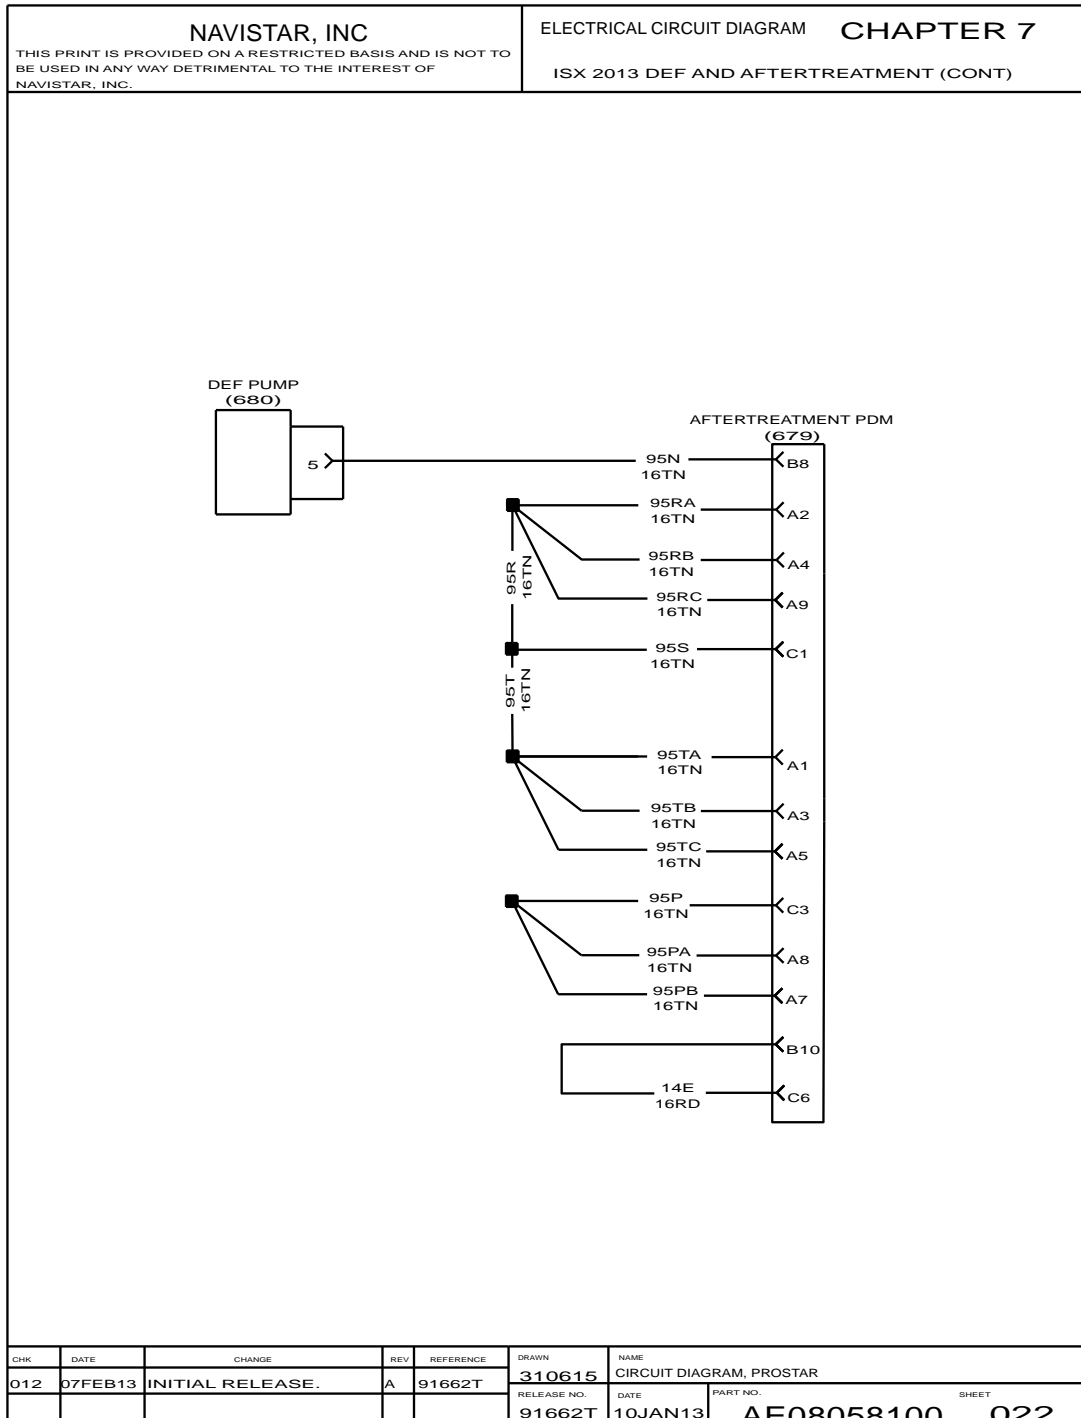 NAVISTAR, INC
THIS PRINT IS PROVIDED ON A RESTRICTED BASIS AND IS NOT TO
BE USED IN ANY WAY DETRIMENTAL TO THE INTEREST OF
NAVISTAR, INC.
ELECTRICAL CIRCUIT DIAGRAM CHAPTER 7
ISX 2013 DEF AND AFTERTREATMENT (CONT)
DEF PUMP
(680)
5
AFTERTREATMENT PDM
(679)
95N
16TN
B8
95RA
16TN
A2
95RB
16TN
A4
95RC
16TN
A9
95R
16TN
95S
16TN
C1
95T
16TN
95TA
16TN
A1
95TB
16TN
A3
95TC
16TN
A5
95P
16TN
C3
95PA
16TN
A8
95PB
16TN
A7
B10
14E
16RD
C6
CHK DATE CHANGE REV REFERENCE
012 07FEB13 INITIAL RELEASE. A 91662T
DRAWN
310615
NAME
CIRCUIT DIAGRAM, PROSTAR
RELEASE NO.
91662T
DATE
10JAN13
PART NO.
AE08058100
SHEET
022